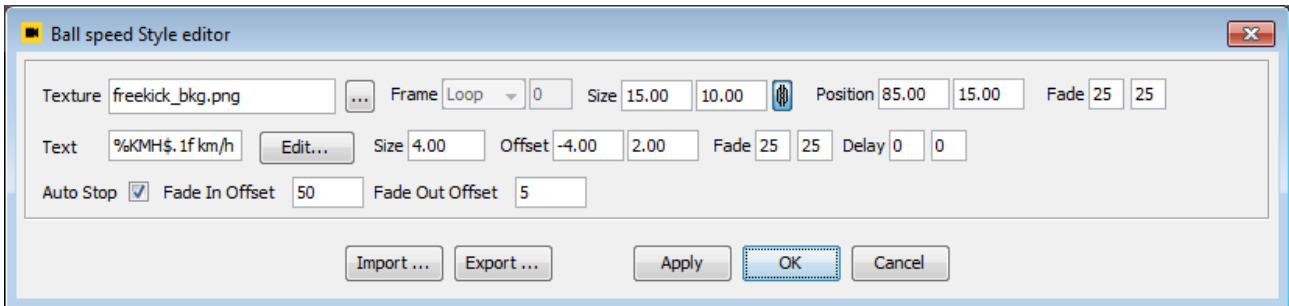 Ball speed Style editor
Texture freekick_bkg.png ... Frame Loop 0 Size 15.00 10.00 Position 85.00 15.00 Fade 25 25
Text %KMH$.1f km/h Edit... Size 4.00 Offset -4.00 2.00 Fade 25 25 Delay 0 0
Auto Stop Fade In Offset 50 Fade Out Offset 5
Import ... Export ... Apply OK Cancel